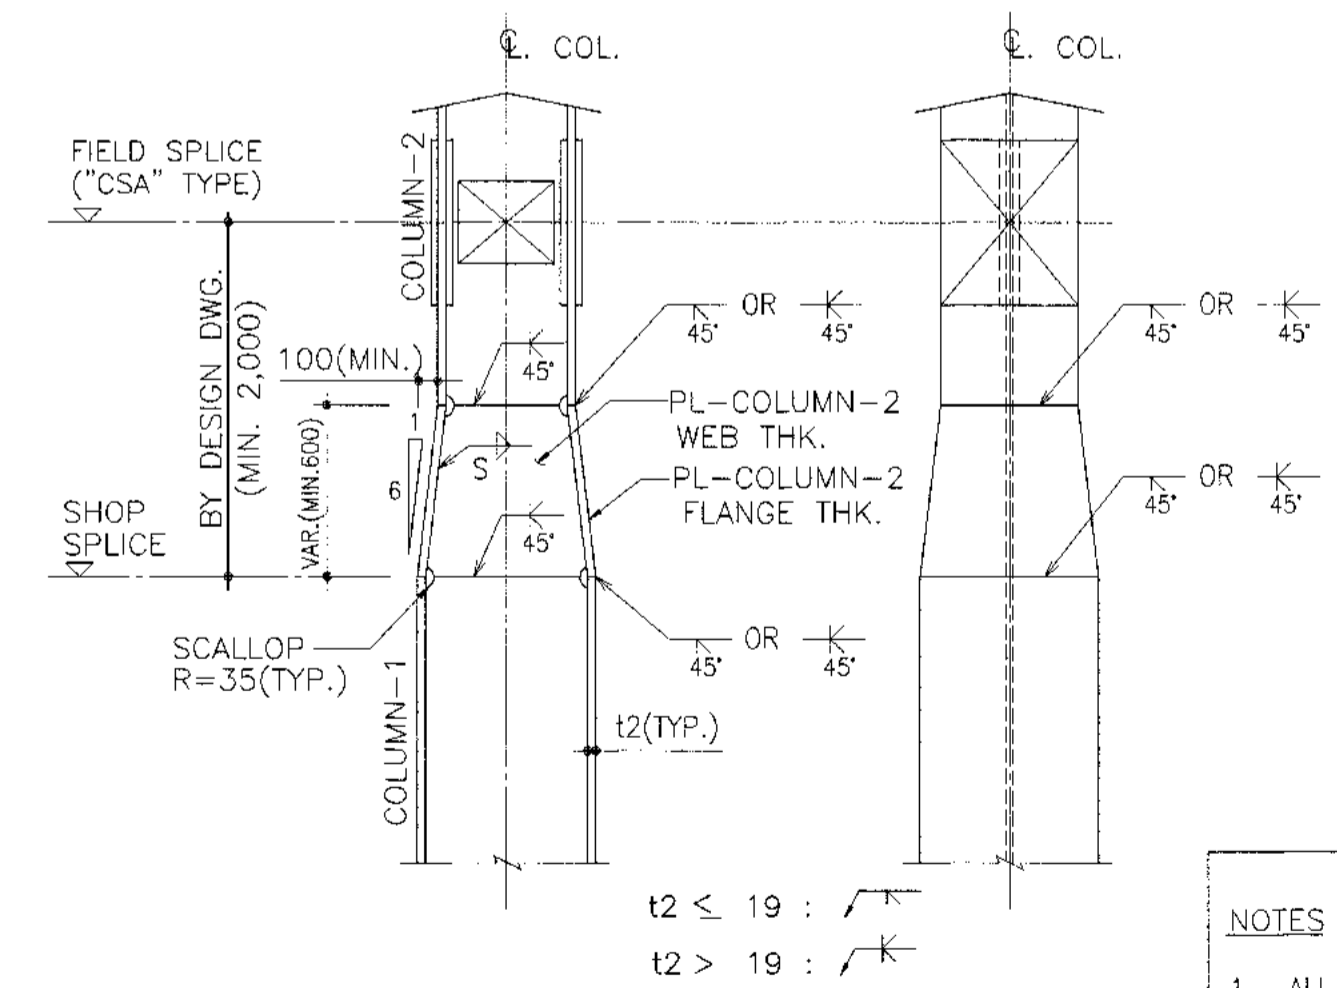 ℄. COL.
℄. COL.
FIELD SPLICE
("CSA" TYPE)
COLUMN-2
BY DESIGN DWG.
(MIN. 2,000)
100(MIN.)
45°
45° OR 45°
45° OR 45°
1
6
VAR.(MIN.600)
PL-COLUMN-2
WEB THK.
S
PL-COLUMN-2
FLANGE THK.
45°
45° OR 45°
SHOP
SPLICE
SCALLOP
R=35(TYP.)
45° OR 45°
COLUMN-1
t2(TYP.)
t2 ≤ 19 :
t2 > 19 :
NOTES